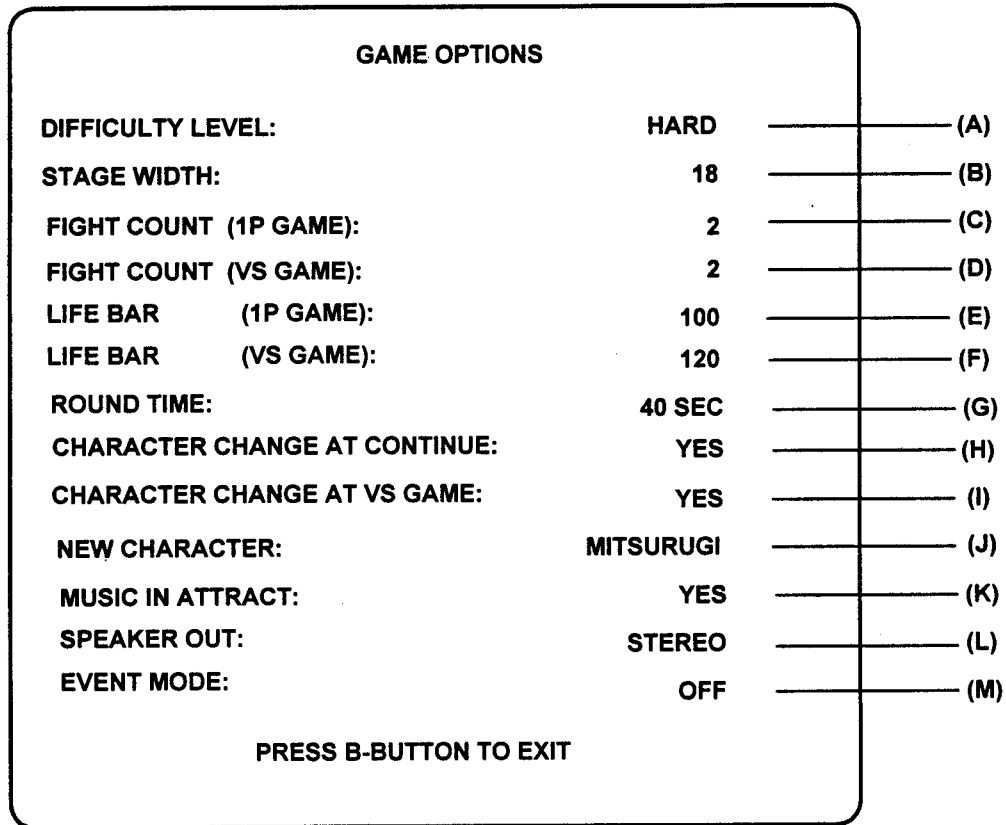 GAME OPTIONS
DIFFICULTY LEVEL: HARD (A)
STAGE WIDTH: 18 (B)
FIGHT COUNT (1P GAME): 2 (C)
FIGHT COUNT (VS GAME): 2 (D)
LIFE BAR (1P GAME): 100 (E)
LIFE BAR (VS GAME): 120 (F)
ROUND TIME: 40 SEC (G)
CHARACTER CHANGE AT CONTINUE: YES (H)
CHARACTER CHANGE AT VS GAME: YES (I)
NEW CHARACTER: MITSURUGI (J)
MUSIC IN ATTRACT: YES (K)
SPEAKER OUT: STEREO (L)
EVENT MODE: OFF (M)
PRESS B-BUTTON TO EXIT